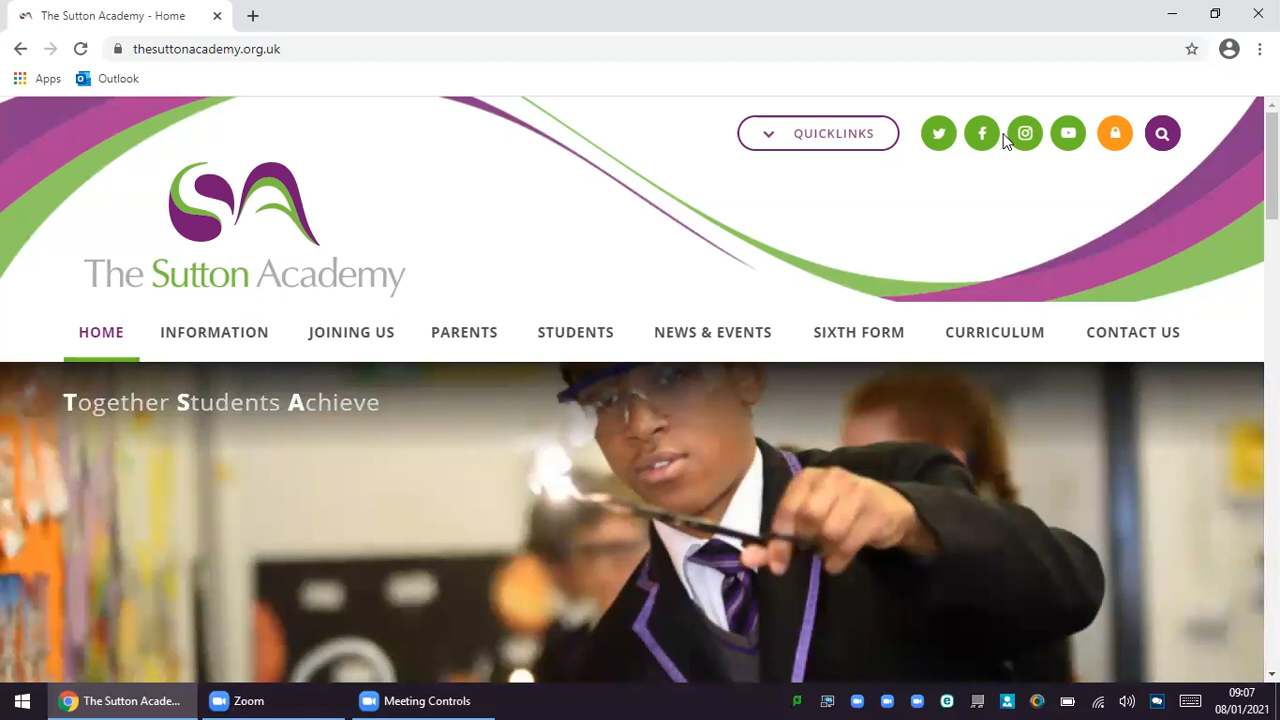 The Sutton Academy - Home
thesuttonacademy.org.uk
Apps
Outlook
QUICKLINKS
SA
The Sutton Academy
HOME
INFORMATION
JOINING US
PARENTS
STUDENTS
NEWS & EVENTS
SIXTH FORM
CURRICULUM
CONTACT US
Together Students Achieve
The Sutton Acade...
Zoom
Meeting Controls
09:07
08/01/2021